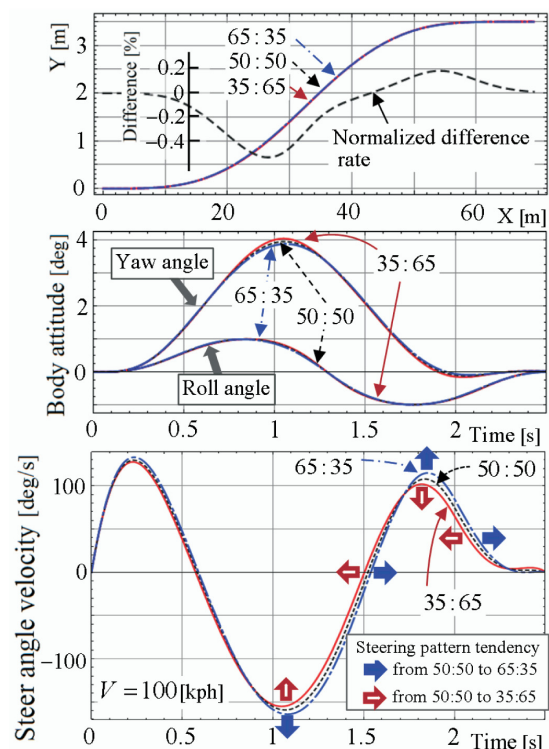 Y [m]
3
2
1
0
Difference [%]
0.2
0
−0.4
65 : 35
50 : 50
35 : 65
Normalized difference
rate
0
20
40
60
X [m]
Body attitude [deg]
4
2
0
Yaw angle
Roll angle
65 : 35
50 : 50
35 : 65
0
0.5
1
1.5
2
Time [s]
Steer angle velocity [deg/s]
100
0
−100
65 : 35
50 : 50
35 : 65
V = 100 [kph]
Steering pattern tendency
from 50:50 to 65:35
from 50:50 to 35:65
0
0.5
1
1.5
2
Time [s]